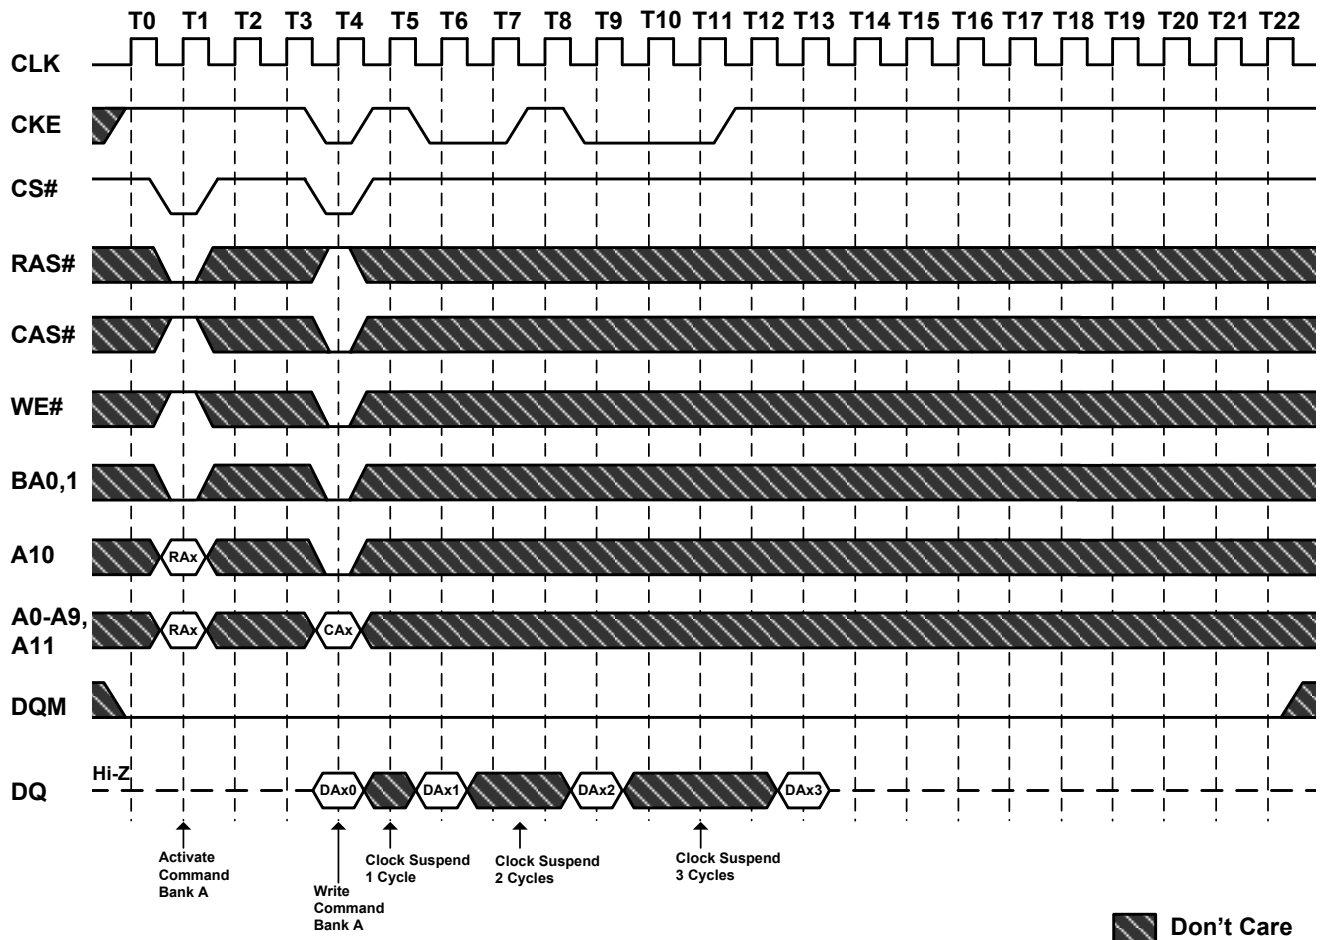 T0 T1 T2 T3 T4 T5 T6 T7 T8 T9 T10 T11 T12 T13 T14 T15 T16 T17 T18 T19 T20 T21 T22
CLK
CKE
CS#
RAS#
CAS#
WE#
BA0,1
A10
RAx
A0-A9,
A11
RAx
CAx
DQM
Hi-Z
DQ
DAx0
DAx1
DAx2
DAx3
Activate
Command
Bank A
Write
Command
Bank A
Clock Suspend
1 Cycle
Clock Suspend
2 Cycles
Clock Suspend
3 Cycles
Don't Care